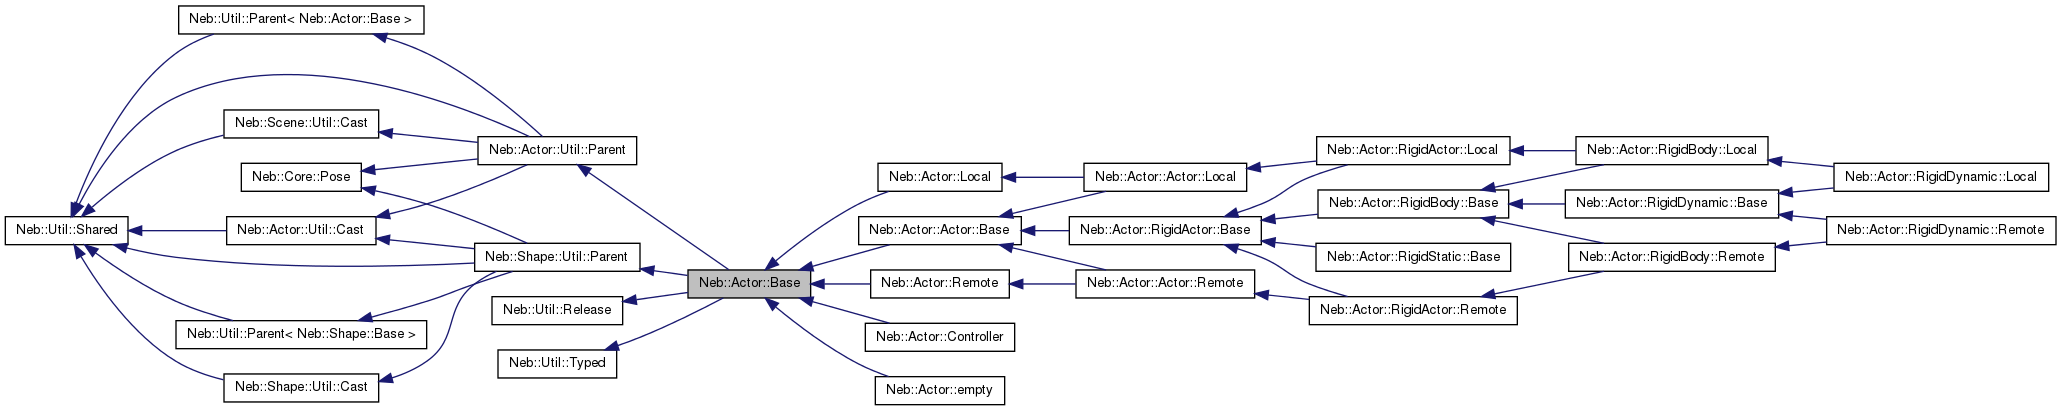 Neb::Util::Parent< Neb::Actor::Base >
Neb::Scene::Util::Cast
Neb::Core::Pose
Neb::Util::Shared
Neb::Actor::Util::Cast
Neb::Util::Parent< Neb::Shape::Base >
Neb::Shape::Util::Cast
Neb::Actor::Util::Parent
Neb::Shape::Util::Parent
Neb::Util::Release
Neb::Util::Typed
Neb::Actor::Base
Neb::Actor::Local
Neb::Actor::Actor::Base
Neb::Actor::Remote
Neb::Actor::Controller
Neb::Actor::empty
Neb::Actor::Actor::Local
Neb::Actor::RigidActor::Base
Neb::Actor::Actor::Remote
Neb::Actor::RigidActor::Local
Neb::Actor::RigidBody::Base
Neb::Actor::RigidStatic::Base
Neb::Actor::RigidActor::Remote
Neb::Actor::RigidBody::Local
Neb::Actor::RigidDynamic::Base
Neb::Actor::RigidBody::Remote
Neb::Actor::RigidDynamic::Local
Neb::Actor::RigidDynamic::Remote